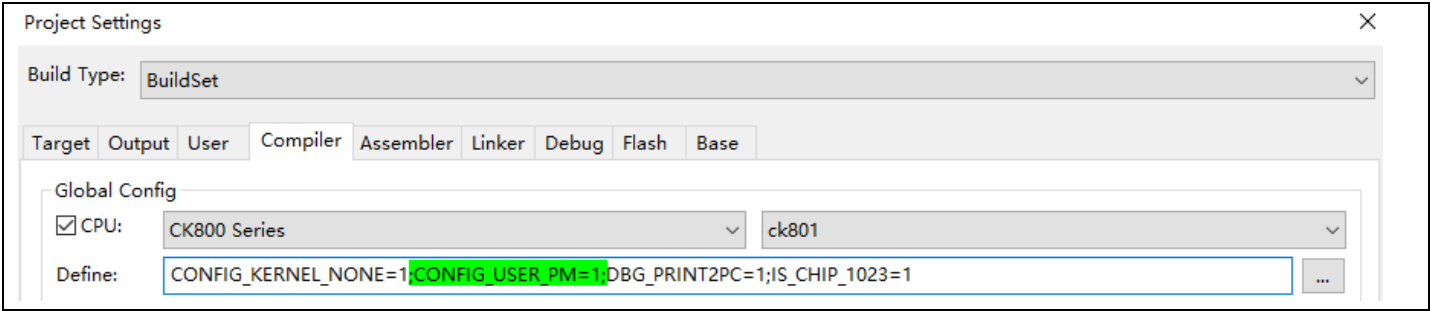 Project Settings
Build Type: BuildSet
Target Output User Compiler Assembler Linker Debug Flash Base
Global Config
CPU: CK800 Series ck801
Define: CONFIG_KERNEL_NONE=1;CONFIG_USER_PM=1;DBG_PRINT2PC=1;IS_CHIP_1023=1 ...